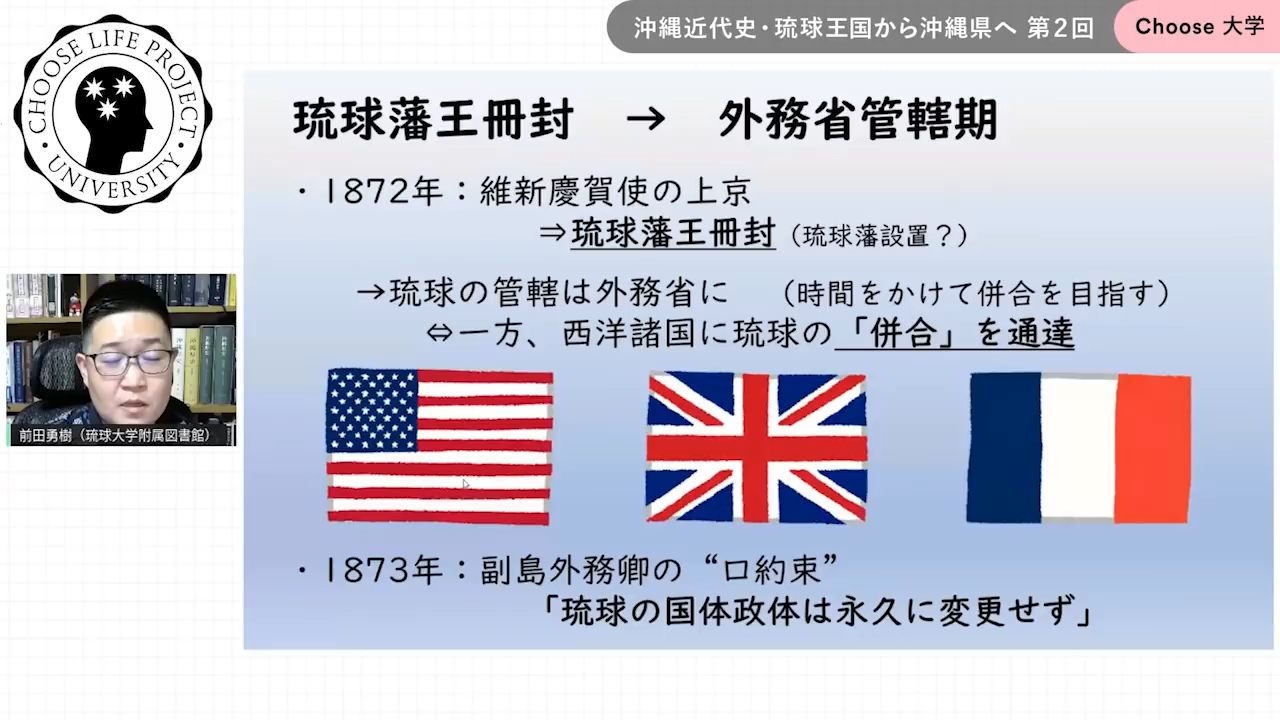 沖縄近代史・琉球王国から沖縄県へ 第2回
Choose 大学
CHOOSE LIFE PROJECT
・UNIVERSITY・
琉球藩王冊封 → 外務省管轄期
・1872年：維新慶賀使の上京
⇒琉球藩王冊封（琉球藩設置？）
→琉球の管轄は外務省に （時間をかけて併合を目指す）
⇔一方、西洋諸国に琉球の「併合」を通達
前田勇樹（琉球大学附属図書館）
・1873年：副島外務卿の“口約束”
「琉球の国体政体は永久に変更せず」